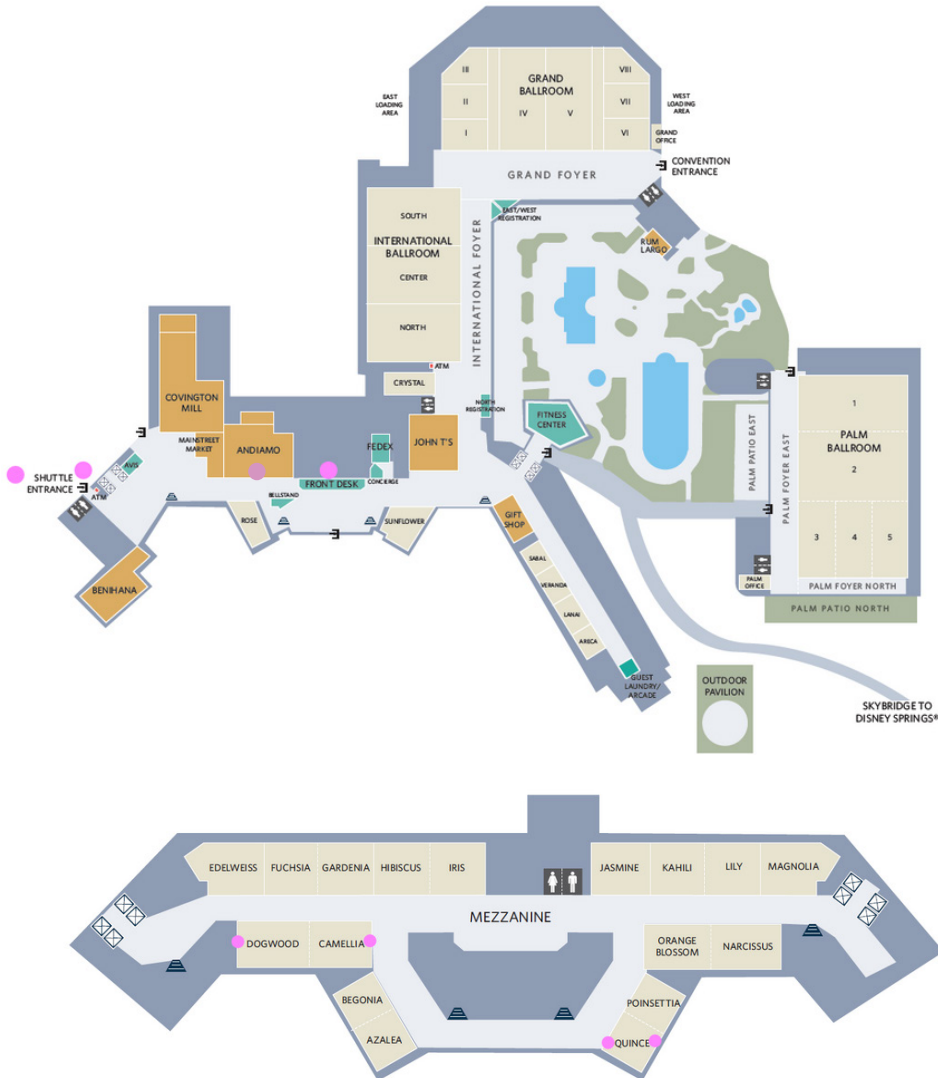 III
GRAND
BALLROOM
VIII
EAST
LOADING
AREA
II
IV
V
VII
WEST
LOADING
AREA
I
VI
GRAND
OFFICE
GRAND FOYER
CONVENTION
ENTRANCE
SOUTH
EAST/WEST
REGISTRATION
INTERNATIONAL
BALLROOM
RUM
LARGO
CENTER
INTERNATIONAL FOYER
NORTH
ATM
CRYSTAL
COVINGTON
MILL
NORTH
REGISTRATION
FITNESS
CENTER
1
PALM
BALLROOM
2
MAINSTREET
MARKET
ANDIAMO
FEDEX
JOHN T'S
PALM PATIO EAST
PALM FOYER EAST
AVIS
SHUTTLE
ENTRANCE
ATM
FRONT DESK
CONCIERGE
BELLSTAND
ROSE
SUNFLOWER
GIFT
SHOP
3
4
5
SABAL
VERANDA
LANAI
ARECA
BENIHANA
PALM
OFFICE
PALM FOYER NORTH
PALM PATIO NORTH
GUEST
LAUNDRY/
ARCADE
OUTDOOR
PAVILION
SKYBRIDGE TO
DISNEY SPRINGS®
EDELWEISS
FUCHSIA
GARDENIA
HIBISCUS
IRIS
JASMINE
KAHILI
LILY
MAGNOLIA
MEZZANINE
DOGWOOD
CAMELLIA
ORANGE
BLOSSOM
NARCISSUS
BEGONIA
POINSETTIA
AZALEA
QUINCE